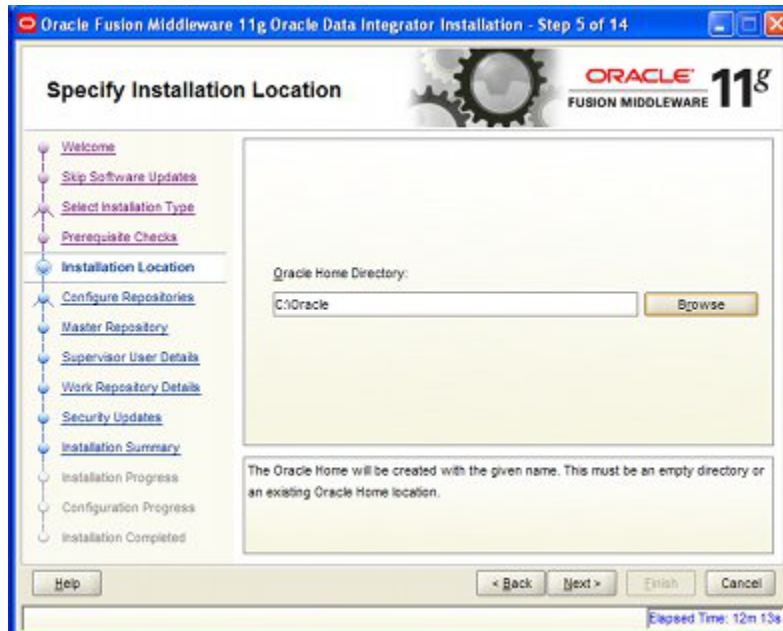 Oracle Fusion Middleware 11g Oracle Data Integrator Installation - Step 5 of 14
Specify Installation Location
ORACLE
FUSION MIDDLEWARE
11g
Welcome
Skip Software Updates
Select Installation Type
Prerequisite Checks
Installation Location
Configure Repositories
Master Repository
Supervisor User Details
Work Repository Details
Security Updates
Installation Summary
Installation Progress
Configuration Progress
Installation Completed
Oracle Home Directory:
C:\Oracle
Browse
The Oracle Home will be created with the given name. This must be an empty directory or
an existing Oracle Home location.
Help
< Back
Next >
Finish
Cancel
Elapsed Time: 12m 13s